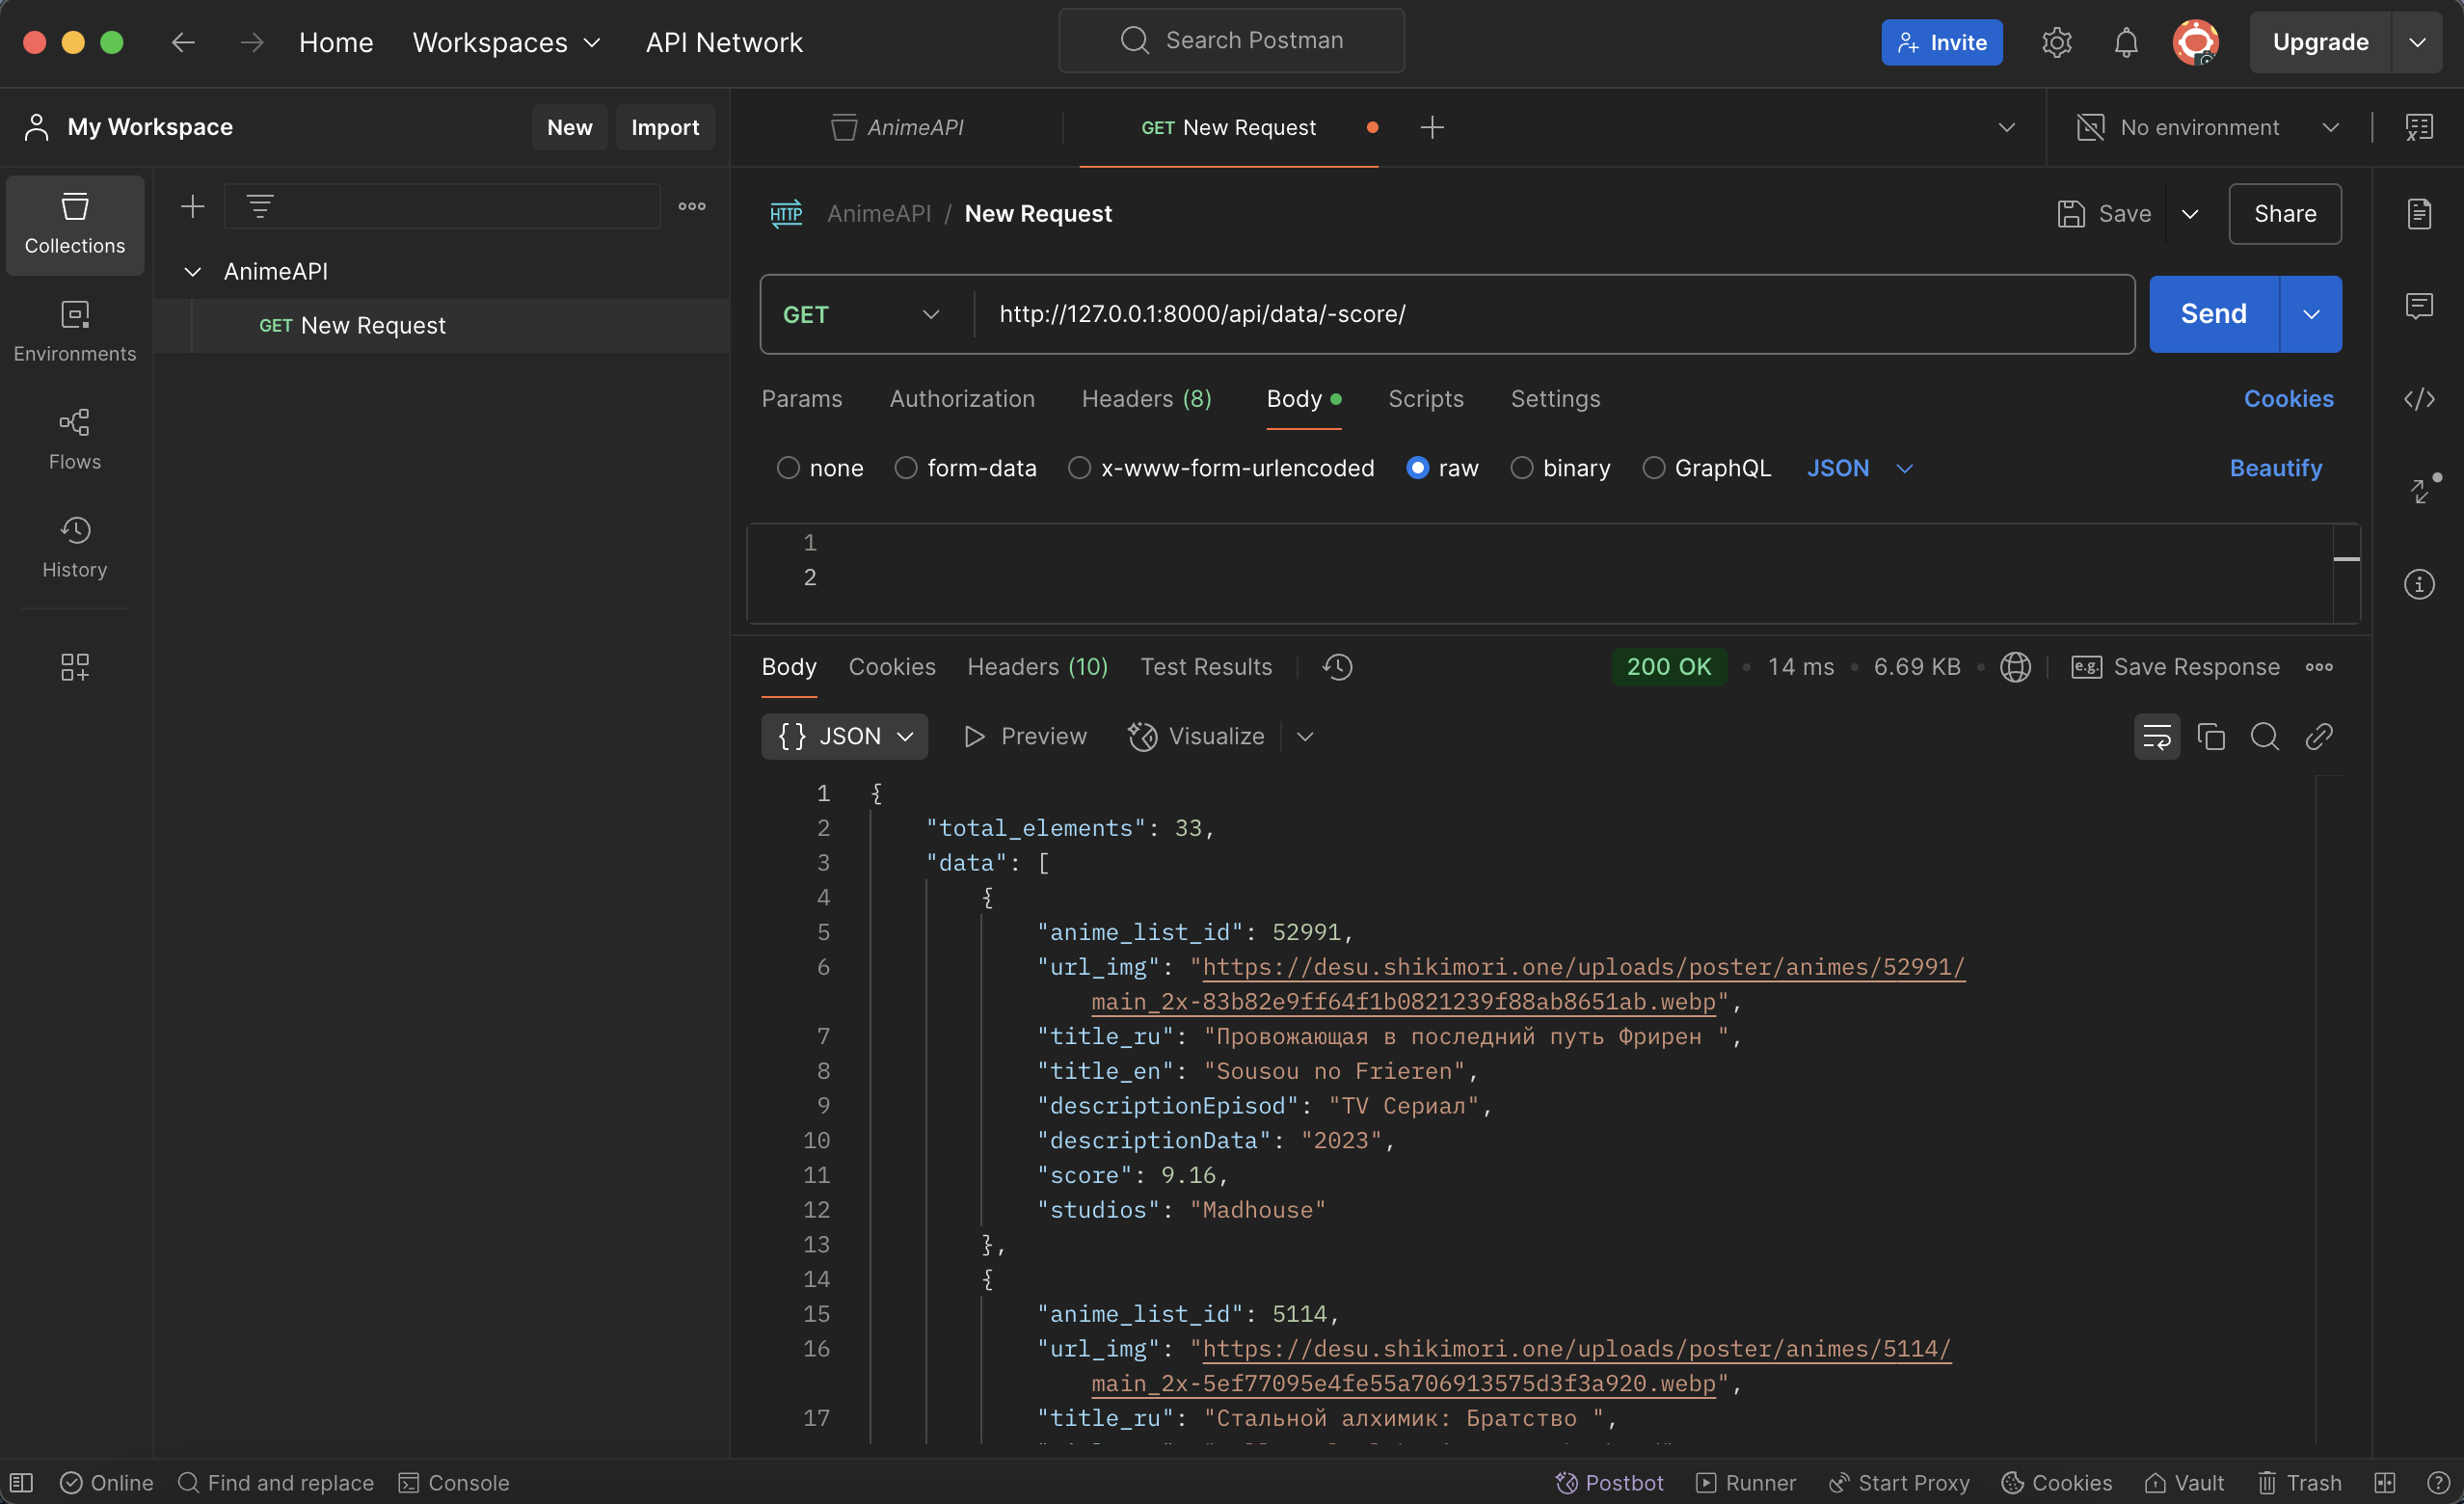 Home
Workspaces
API Network
Search Postman
Invite
Upgrade
My Workspace
New
Import
AnimeAPI
GET New Request
No environment
Collections
Environments
Flows
History
AnimeAPI
GET New Request
HTTP
AnimeAPI / New Request
Save
Share
GET
http://127.0.0.1:8000/api/data/-score/
Send
Params
Authorization
Headers (8)
Body
Scripts
Settings
Cookies
none
form-data
x-www-form-urlencoded
raw
binary
GraphQL
JSON
Beautify
1
2
Body
Cookies
Headers (10)
Test Results
200 OK
14 ms
6.69 KB
e.g.
Save Response
{} JSON
Preview
Visualize
1 {
2 "total_elements": 33,
3 "data": [
4 {
5 "anime_list_id": 52991,
6 "url_img": "https://desu.shikimori.one/uploads/poster/animes/52991/
main_2x-83b82e9ff64f1b0821239f88ab8651ab.webp",
7 "title_ru": "Провожающая в последний путь Фрирен ",
8 "title_en": "Sousou no Frieren",
9 "descriptionEpisod": "TV Сериал",
10 "descriptionData": "2023",
11 "score": 9.16,
12 "studios": "Madhouse"
13 },
14 {
15 "anime_list_id": 5114,
16 "url_img": "https://desu.shikimori.one/uploads/poster/animes/5114/
main_2x-5ef77095e4fe55a706913575d3f3a920.webp",
17 "title_ru": "Стальной алхимик: Братство ",
Online
Find and replace
Console
Postbot
Runner
Start Proxy
Cookies
Vault
Trash